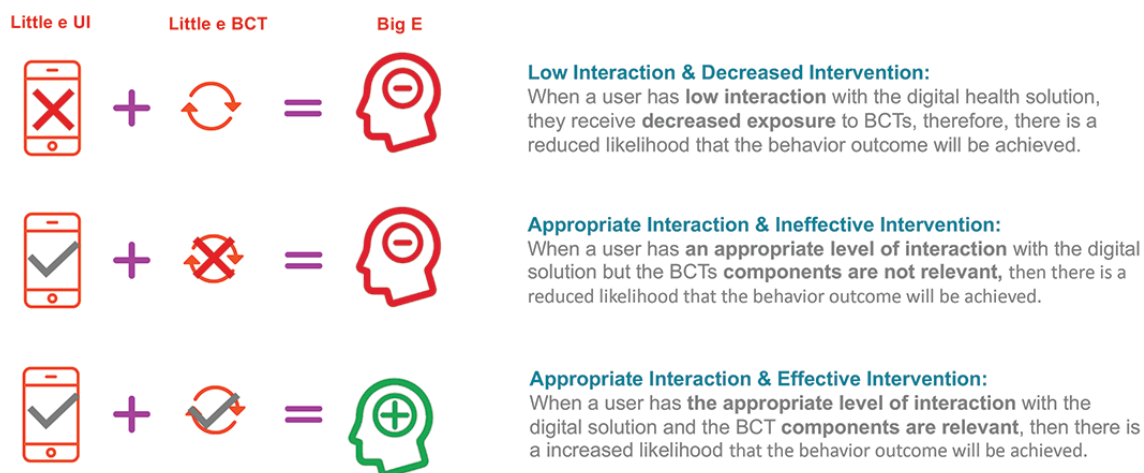 Little e UI
Little e BCT
Big E
Low Interaction & Decreased Intervention:
When a user has low interaction with the digital health solution,
they receive decreased exposure to BCTs, therefore, there is a
reduced likelihood that the behavior outcome will be achieved.
Appropriate Interaction & Ineffective Intervention:
When a user has an appropriate level of interaction with the digital
solution but the BCTs components are not relevant, then there is a
reduced likelihood that the behavior outcome will be achieved.
Appropriate Interaction & Effective Intervention:
When a user has the appropriate level of interaction with the
digital solution and the BCT components are relevant, then there is
a increased likelihood that the behavior outcome will be achieved.